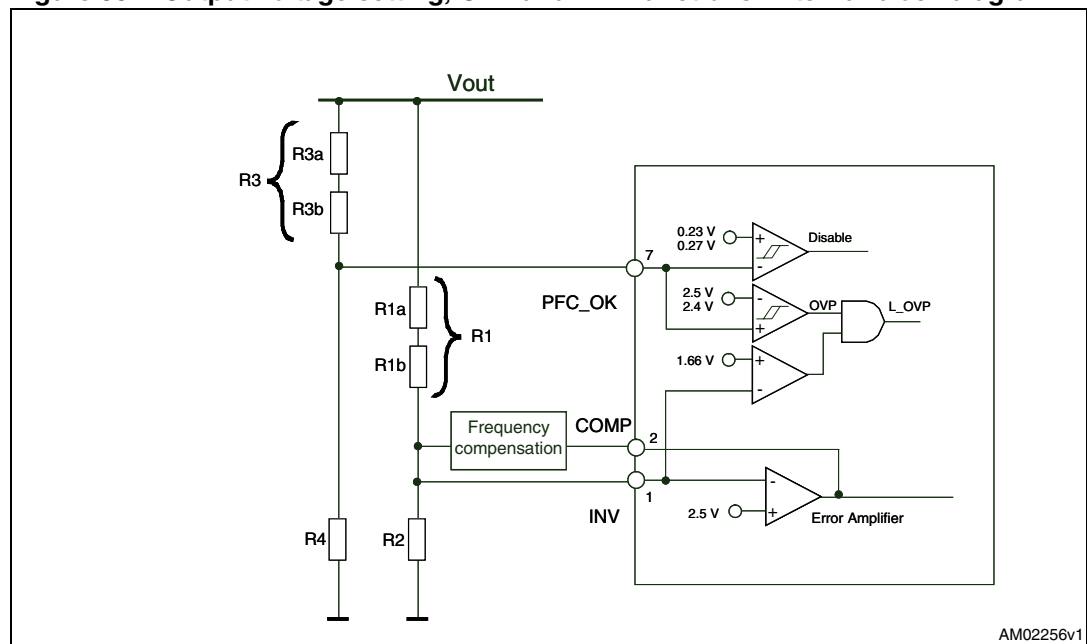 Vout
R3a
R3
R3b
0.23 V
0.27 V
+
-
Disable
7
PFC_OK
2.5 V
2.4 V
-
+
OVP
L_OVP
R1a
R1
R1b
1.66 V
+
-
Frequency
compensation
COMP
2
1
INV
-
2.5 V
+
Error Amplifier
R4
R2
AM02256v1